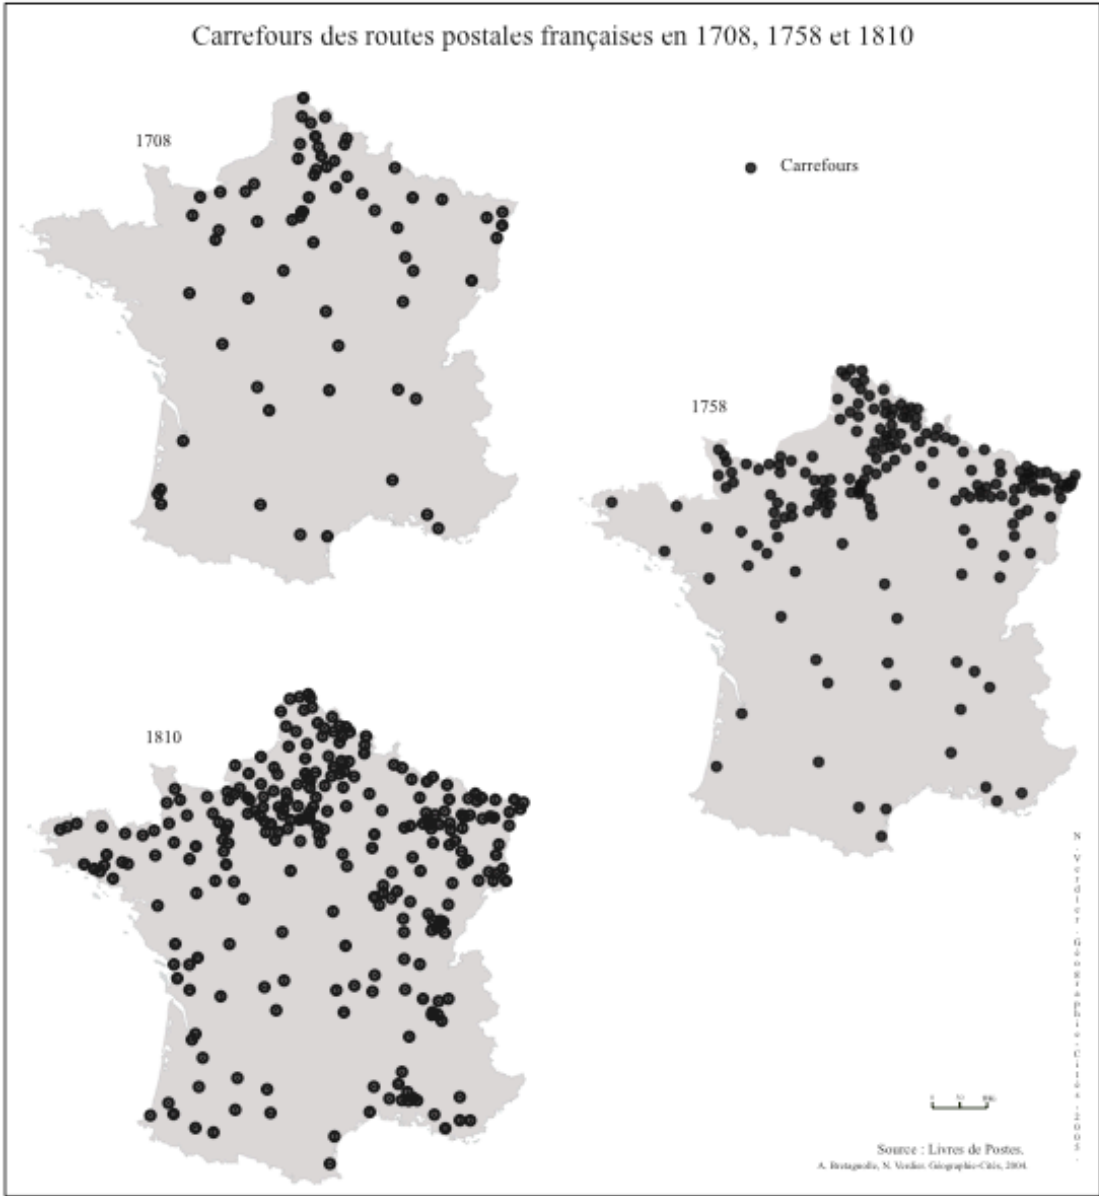 Carrefours des routes postales françaises en 1708, 1758 et 1810
1708
Carrefours
1758
1810
Source : Livres de Postes.
A. Bretagnolle, N. Verdier. Géographie-Cités, 2004.
N. Verdier - Géographie-Cités - 2005 -